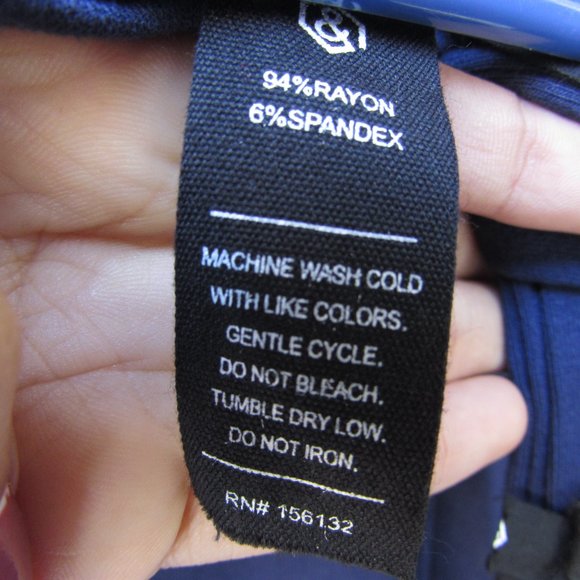 &
94%RAYON
6%SPANDEX
MACHINE WASH COLD
WITH LIKE COLORS.
GENTLE CYCLE.
DO NOT BLEACH.
TUMBLE DRY LOW.
DO NOT IRON.
RN# 156132